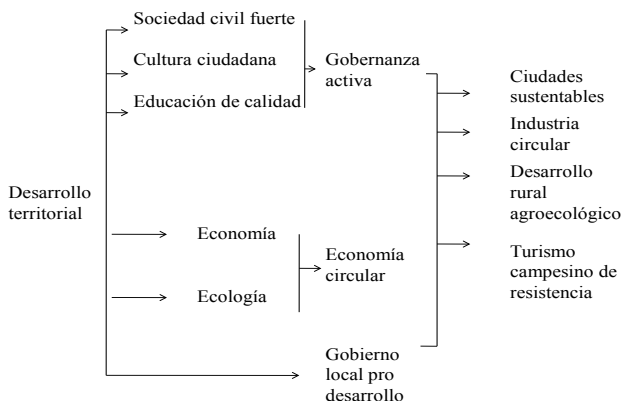 Sociedad civil fuerte
Cultura ciudadana
Educación de calidad
Gobernanza
activa
Ciudades
sustentables
Industria
circular
Desarrollo
rural
agroecológico
Turismo
campesino de
resistencia
Desarrollo
territorial
Economía
Ecología
Economía
circular
Gobierno
local pro
desarrollo